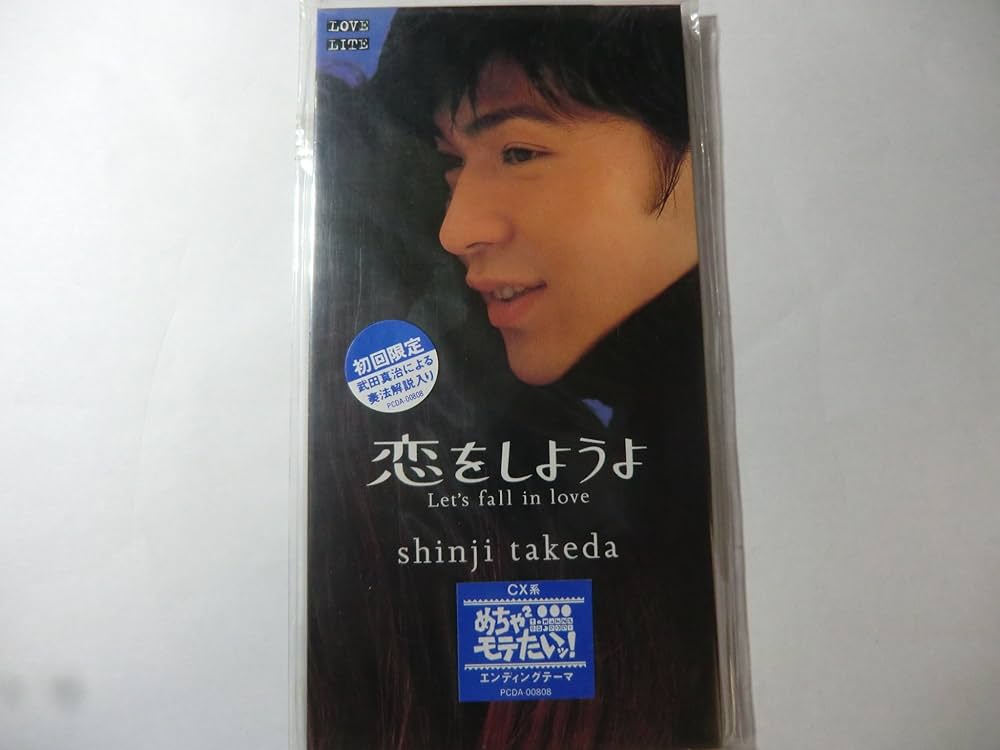 LOVE
LITE
初回限定
武田真治による
奏法解説入り
PCDA-00808
恋をしようよ
Let's fall in love
shinji takeda
CX系
めちゃ²
モテたいッ!
エンディングテーマ
PCDA-00808